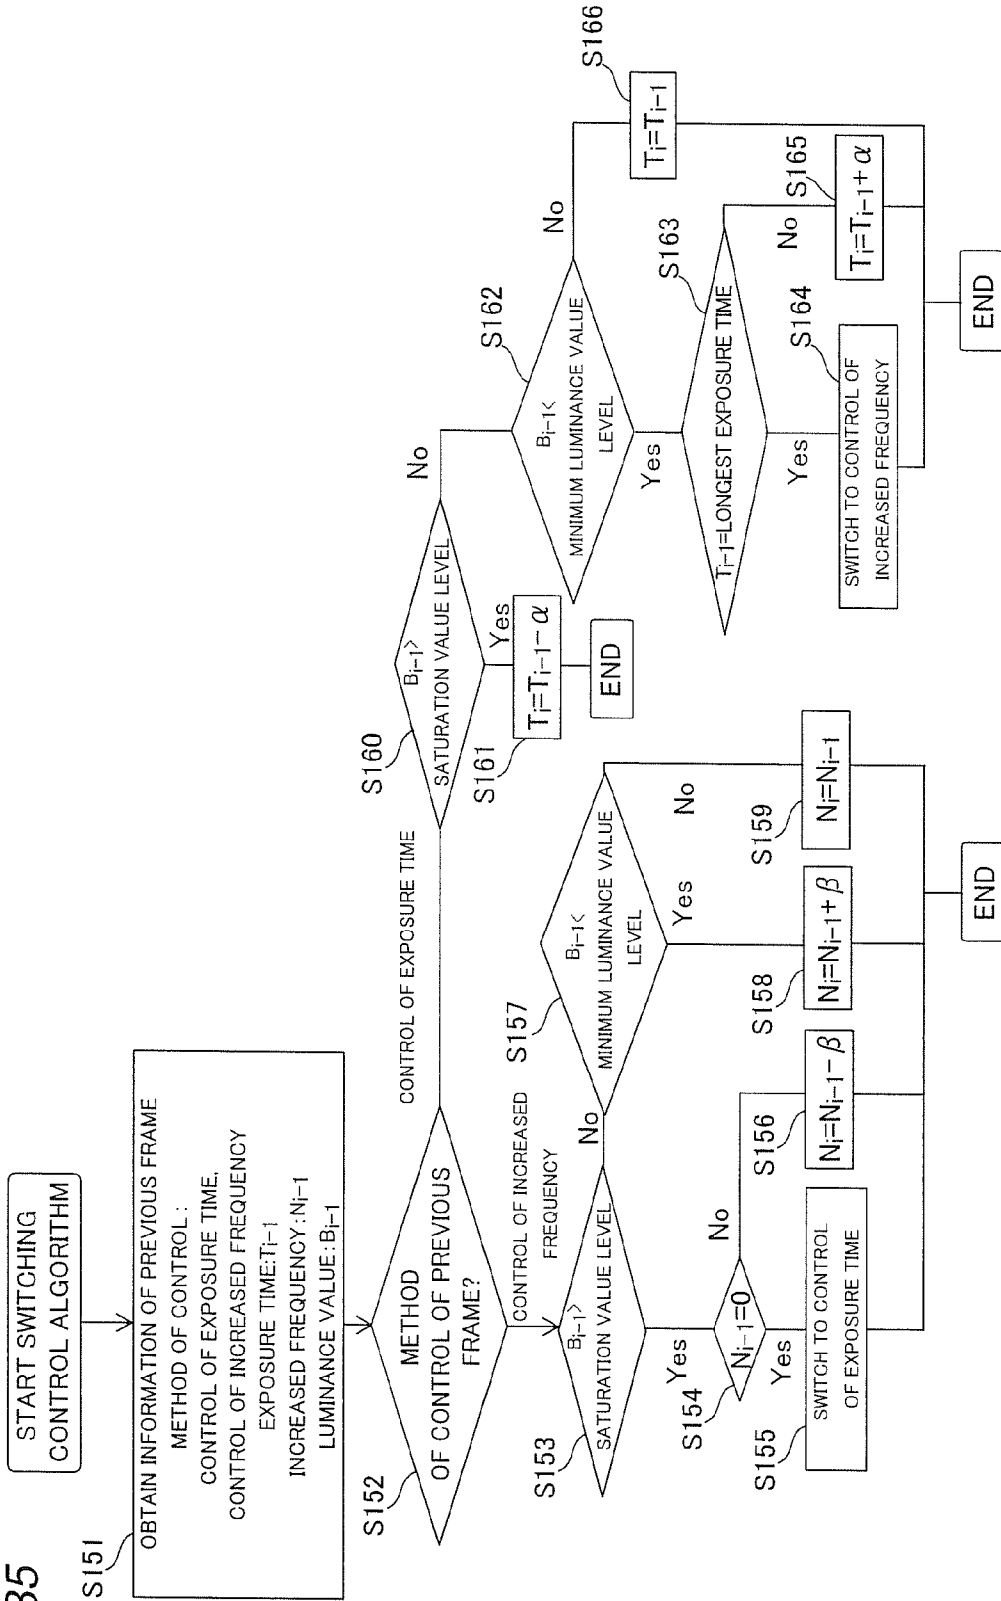 35
START SWITCHING
CONTROL ALGORITHM
S151
OBTAIN INFORMATION OF PREVIOUS FRAME
METHOD OF CONTROL:
CONTROL OF EXPOSURE TIME,
CONTROL OF INCREASED FREQUENCY
EXPOSURE TIME:Ti-1
INCREASED FREQUENCY:Ni-1
LUMINANCE VALUE:Bi-1
S152
METHOD
OF CONTROL OF PREVIOUS
FRAME?
CONTROL OF EXPOSURE TIME
CONTROL OF INCREASED
FREQUENCY
S153
Bi-1>
SATURATION VALUE LEVEL
No
Yes
S154
Ni-1=0
No
Yes
S155
SWITCH TO CONTROL
OF EXPOSURE TIME
S156
Ni=Ni-1-β
S157
Bi-1<
MINIMUM LUMINANCE VALUE
LEVEL
Yes
No
S158
Ni=Ni-1+β
S159
Ni=Ni-1
END
S160
Bi-1>
SATURATION VALUE LEVEL
No
Yes
S161
Ti=Ti-1-α
END
S162
Bi-1<
MINIMUM LUMINANCE VALUE
LEVEL
No
Yes
S163
Ti-1=LONGEST EXPOSURE TIME
No
Yes
S164
SWITCH TO CONTROL OF
INCREASED FREQUENCY
S165
Ti=Ti-1+α
S166
Ti=Ti-1
END